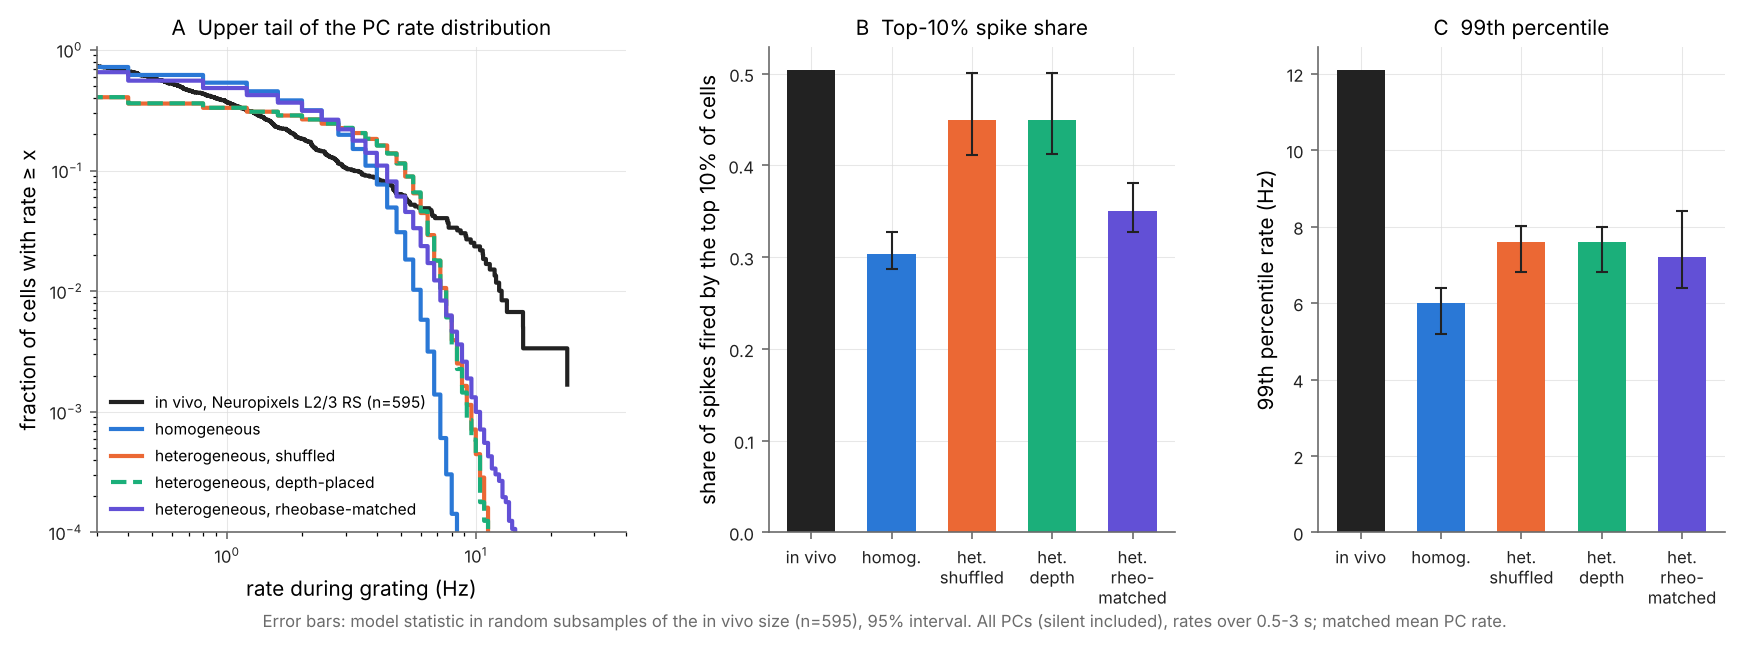 A Upper tail of the PC rate distribution
fraction of cells with rate ≥ x
10⁰
10⁻¹
10⁻²
10⁻³
10⁻⁴
in vivo, Neuropixels L2/3 RS (n=595)
homogeneous
heterogeneous, shuffled
heterogeneous, depth-placed
heterogeneous, rheobase-matched
10⁰
10¹
rate during grating (Hz)
B Top-10% spike share
share of spikes fired by the top 10% of cells
0.5
0.4
0.3
0.2
0.1
0.0
in vivo
homog.
het.
shuffled
het.
depth
het.
rheo-
matched
C 99th percentile
99th percentile rate (Hz)
12
10
8
6
4
2
0
in vivo
homog.
het.
shuffled
het.
depth
het.
rheo-
matched
Error bars: model statistic in random subsamples of the in vivo size (n=595), 95% interval. All PCs (silent included), rates over 0.5-3 s; matched mean PC rate.